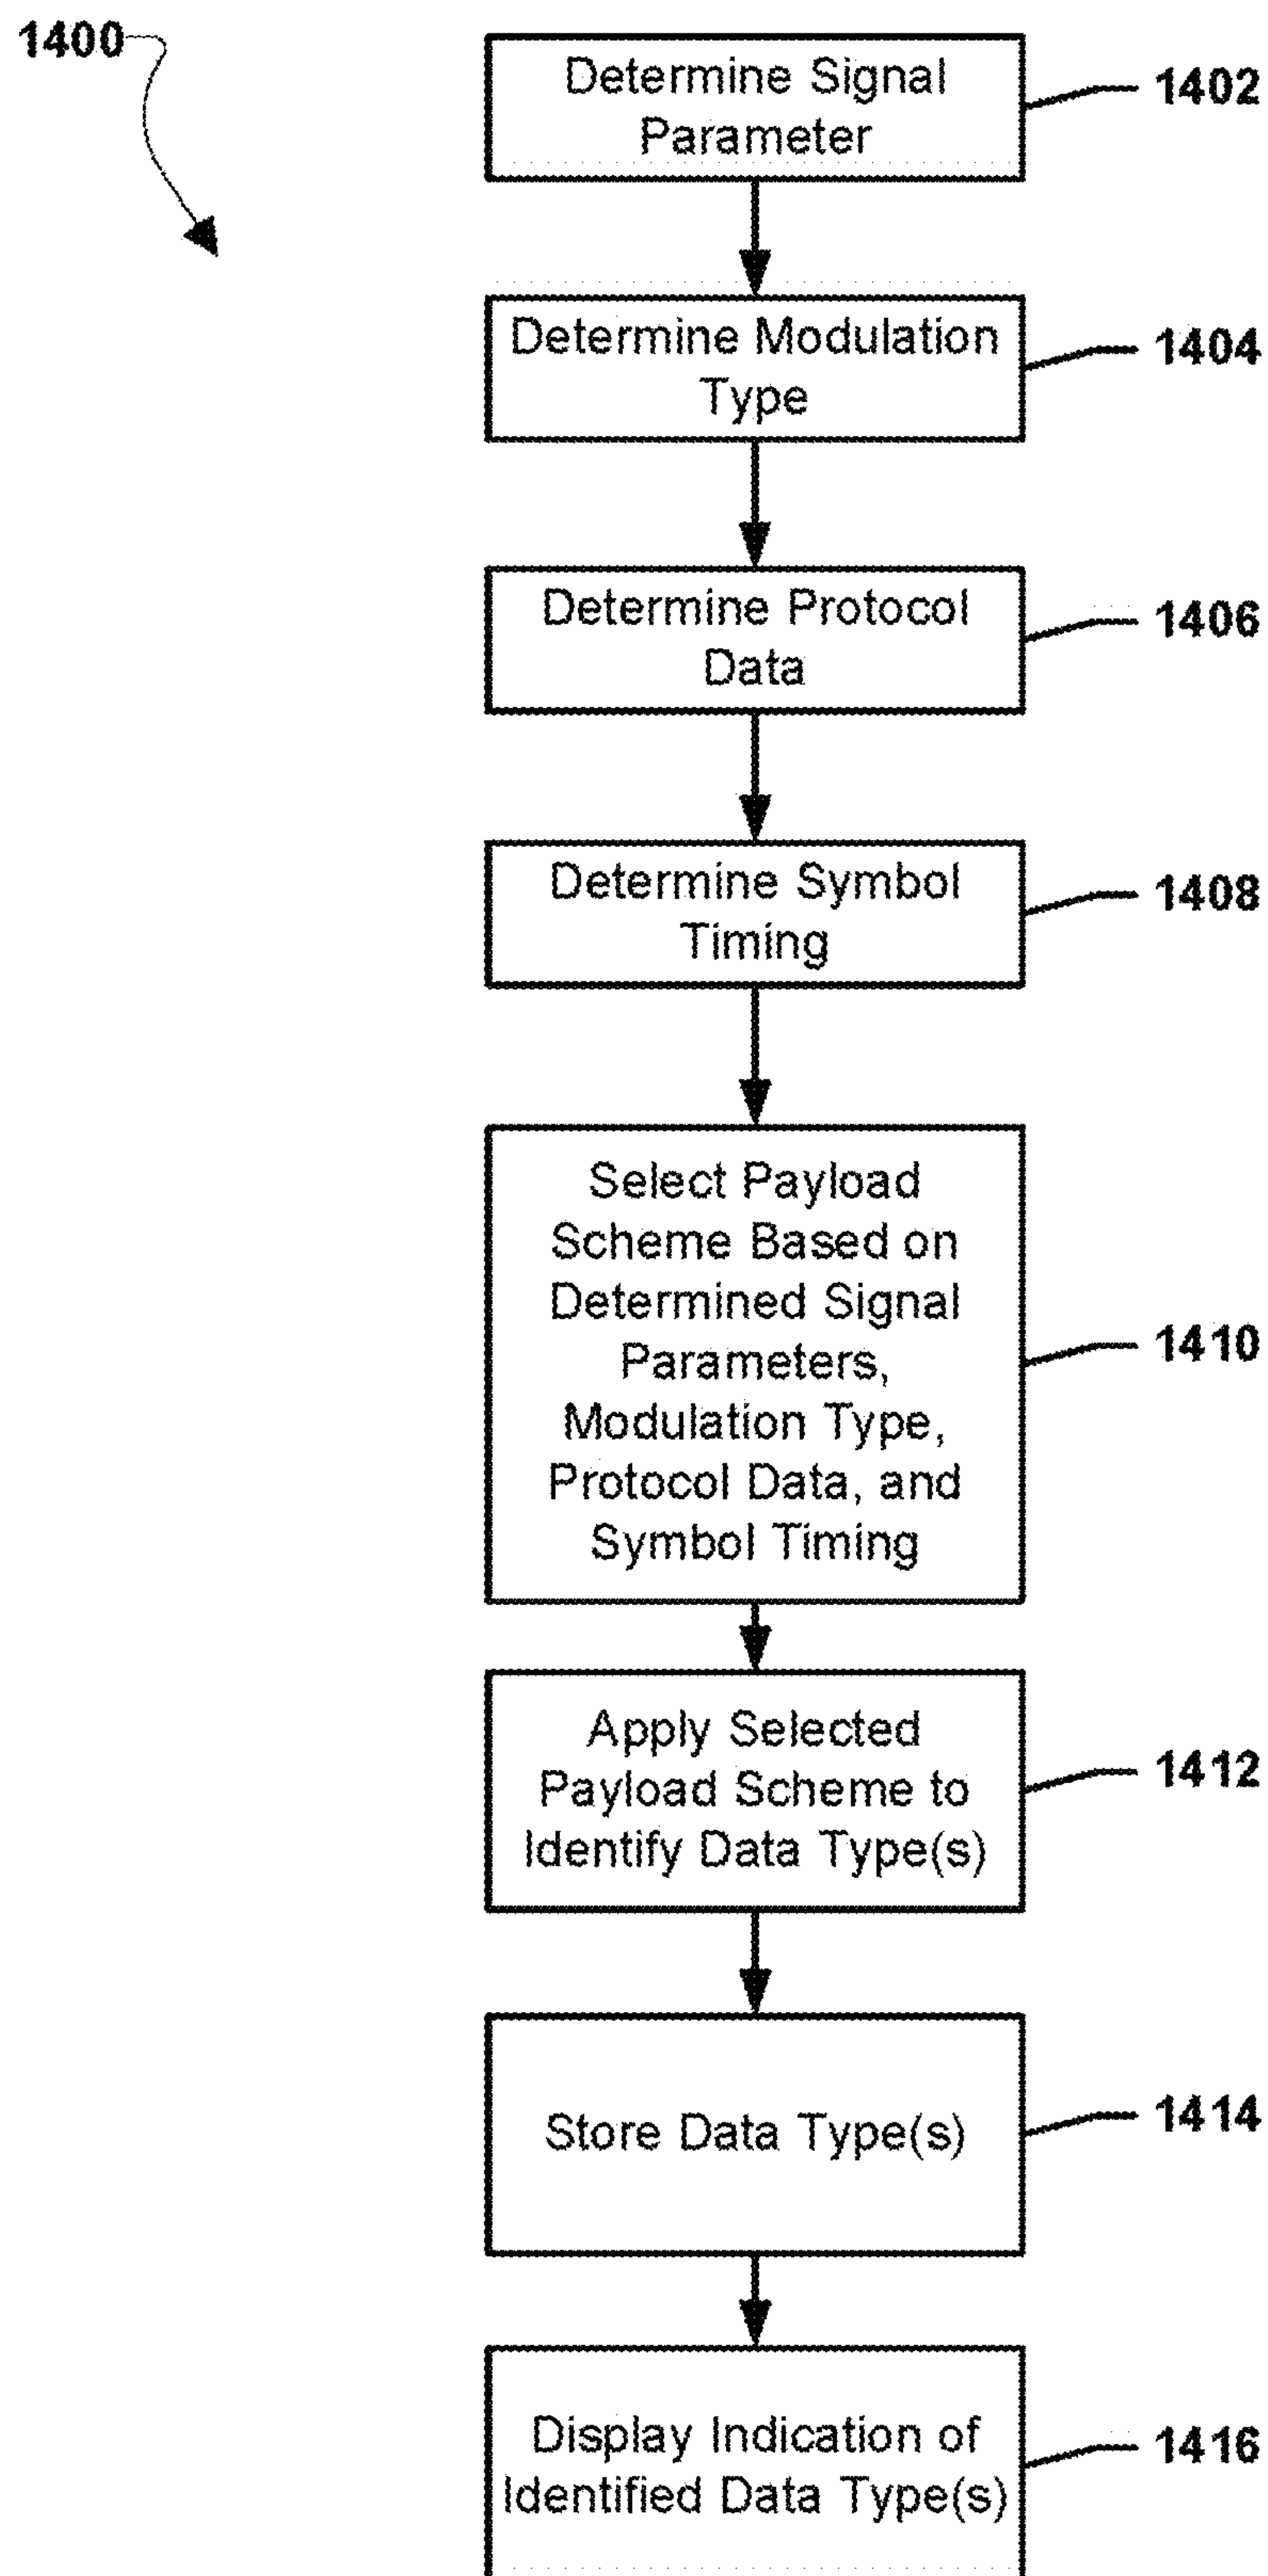 1400
Determine Signal
Parameter
1402
Determine Modulation
Type
1404
Determine Protocol
Data
1406
Determine Symbol
Timing
1408
Select Payload
Scheme Based on
Determined Signal
Parameters,
Modulation Type,
Protocol Data, and
Symbol Timing
1410
Apply Selected
Payload Scheme to
Identify Data Type(s)
1412
Store Data Type(s)
1414
Display Indication of
Identified Data Type(s)
1416